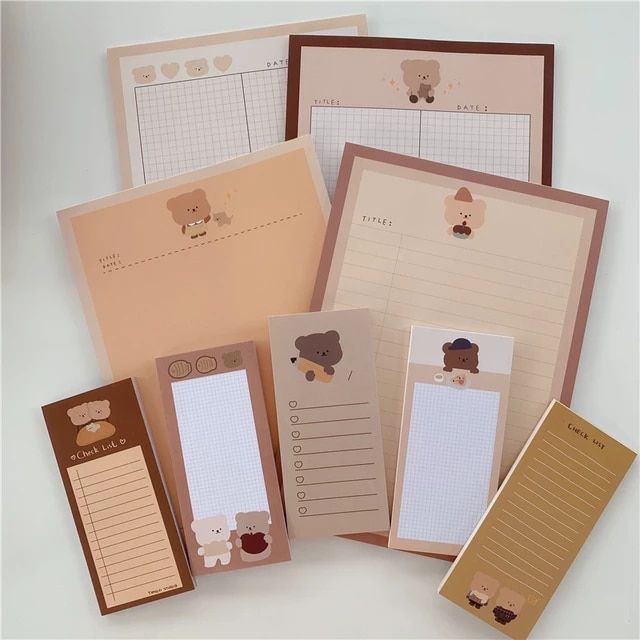 DATE
TITLE:
DATE:
TITLE:
DATE:
TITLE:
Check List
CHECK LIST